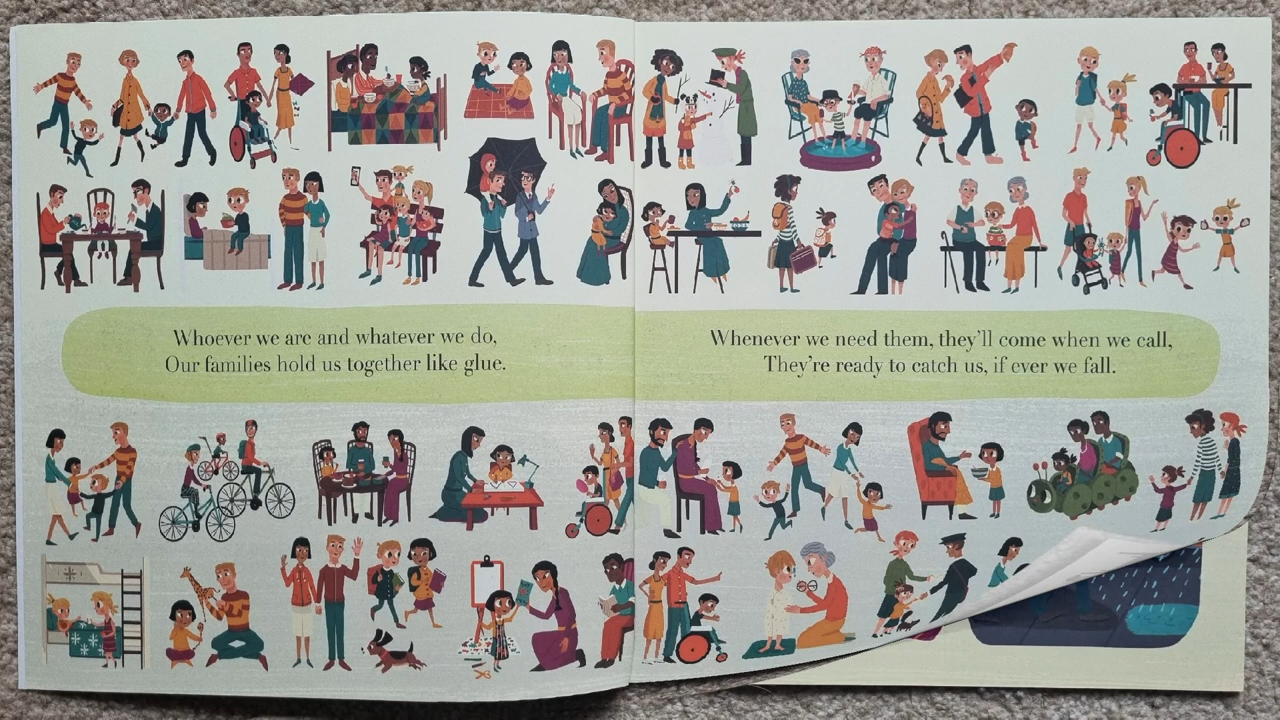 Whoever we are and whatever we do,
Our families hold us together like glue.
Whenever we need them, they'll come when we call,
They're ready to catch us, if ever we fall.